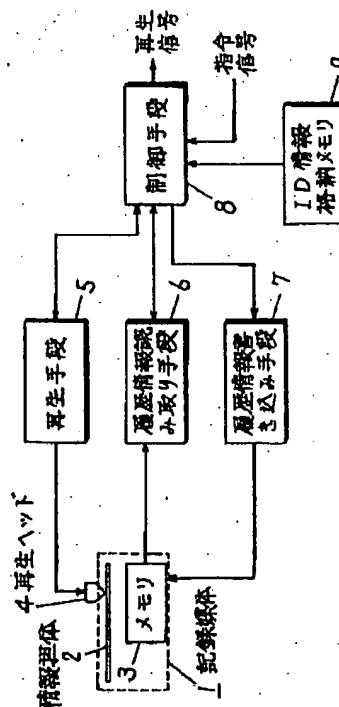 情報担体
2
4 再生ヘッド
3
メモリ
1 記録媒体
再生手段
5
履歴情報読
み取り手段
6
履歴情報書
き込み手段
7
制御手段
8
再生
信号
指令
信号
ID情報
格納メモリ
9